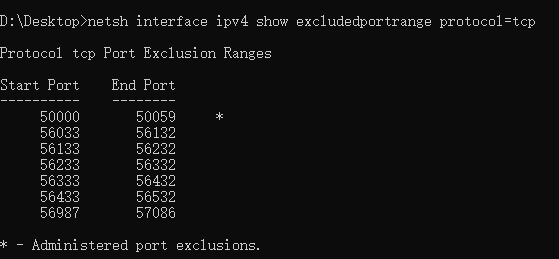 D:\Desktop>netsh interface ipv4 show excludedportrange protocol=tcp
Protocol tcp Port Exclusion Ranges
Start Port    End Port
----------    --------
     50000       50059     *
     56033       56132
     56133       56232
     56233       56332
     56333       56432
     56433       56532
     56987       57086
* - Administered port exclusions.